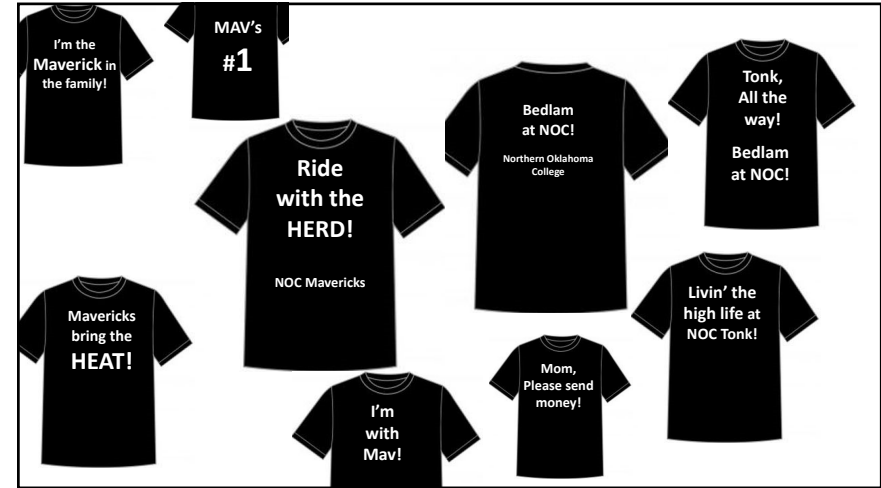 I'm the
Maverick in
the family!
MAV's
#1
Ride
with the
HERD!
NOC Mavericks
Bedlam
at NOC!
Northern Oklahoma
College
Tonk,
All the
way!
Bedlam
at NOC!
Mavericks
bring the
HEAT!
I'm
with
Mav!
Mom,
Please send
money!
Livin' the
high life at
NOC Tonk!